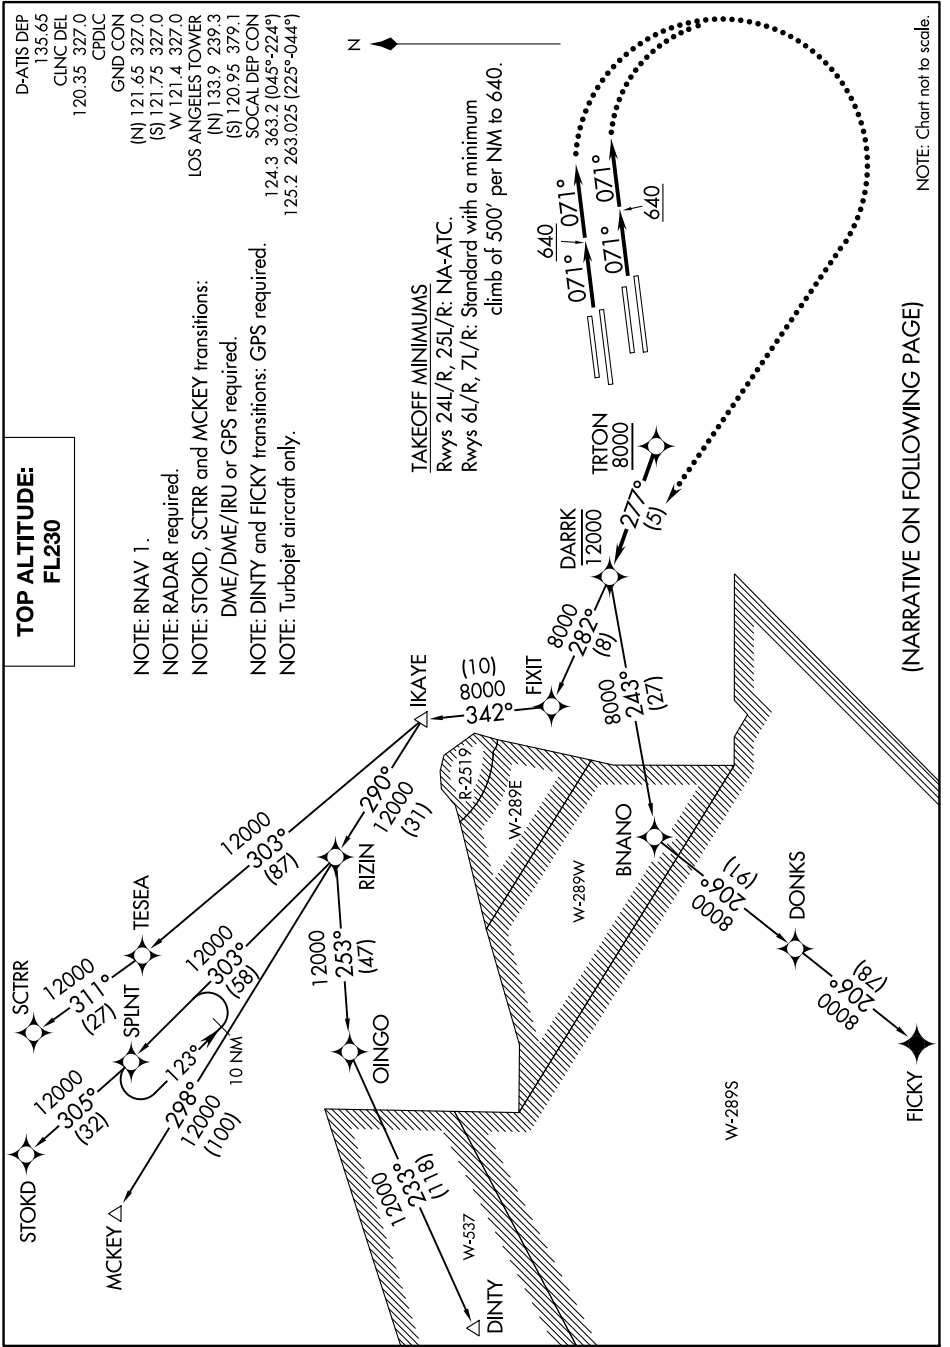 TOP ALTITUDE:
FL230
D-ATIS DEP
135.65
CLNC DEL
120.35 327.0
CPDLC
GND CON
(N) 121.65 327.0
(S) 121.75 327.0
W 121.4 327.0
LOS ANGELES TOWER
(N) 133.9 239.3
(S) 120.95 379.1
SOCAL DEP CON
124.3 363.2 (045°-224°)
125.2 263.025 (225°-044°)
NOTE: RNAV 1.
NOTE: RADAR required.
NOTE: STOKD, SCTRR and MCKEY transitions:
DME/DME/IRU or GPS required.
NOTE: DINTY and FICKY transitions: GPS required.
NOTE: Turbojet aircraft only.
N
TAKEOFF MINIMUMS
Rwys 24L/R, 25L/R: NA-ATC.
Rwys 6L/R, 7L/R: Standard with a minimum
climb of 500' per NM to 640.
STOKD
12000
305°
(32)
SCTRR
12000
311°
(27)
SPLNT
TESEA
12000
303°
(87)
123°
10 NM
12000
303°
(58)
MCKEY
298°
12000
(100)
RIZIN
290°
12000
(31)
IKAYE
12000
253°
(47)
OINGO
12000
233°
(118)
DINTY
W-537
(10)
8000
342°
FIXIT
R-2519
W-289E
W-289W
W-289S
8000
282°
(8)
DARRK
12000
277°
(5)
TRTON
8000
8000
243°
(27)
BNANO
8000
206°
(91)
DONKS
8000
206°
(78)
FICKY
071°
640
071°
071°
640
071°
(NARRATIVE ON FOLLOWING PAGE)
NOTE: Chart not to scale.